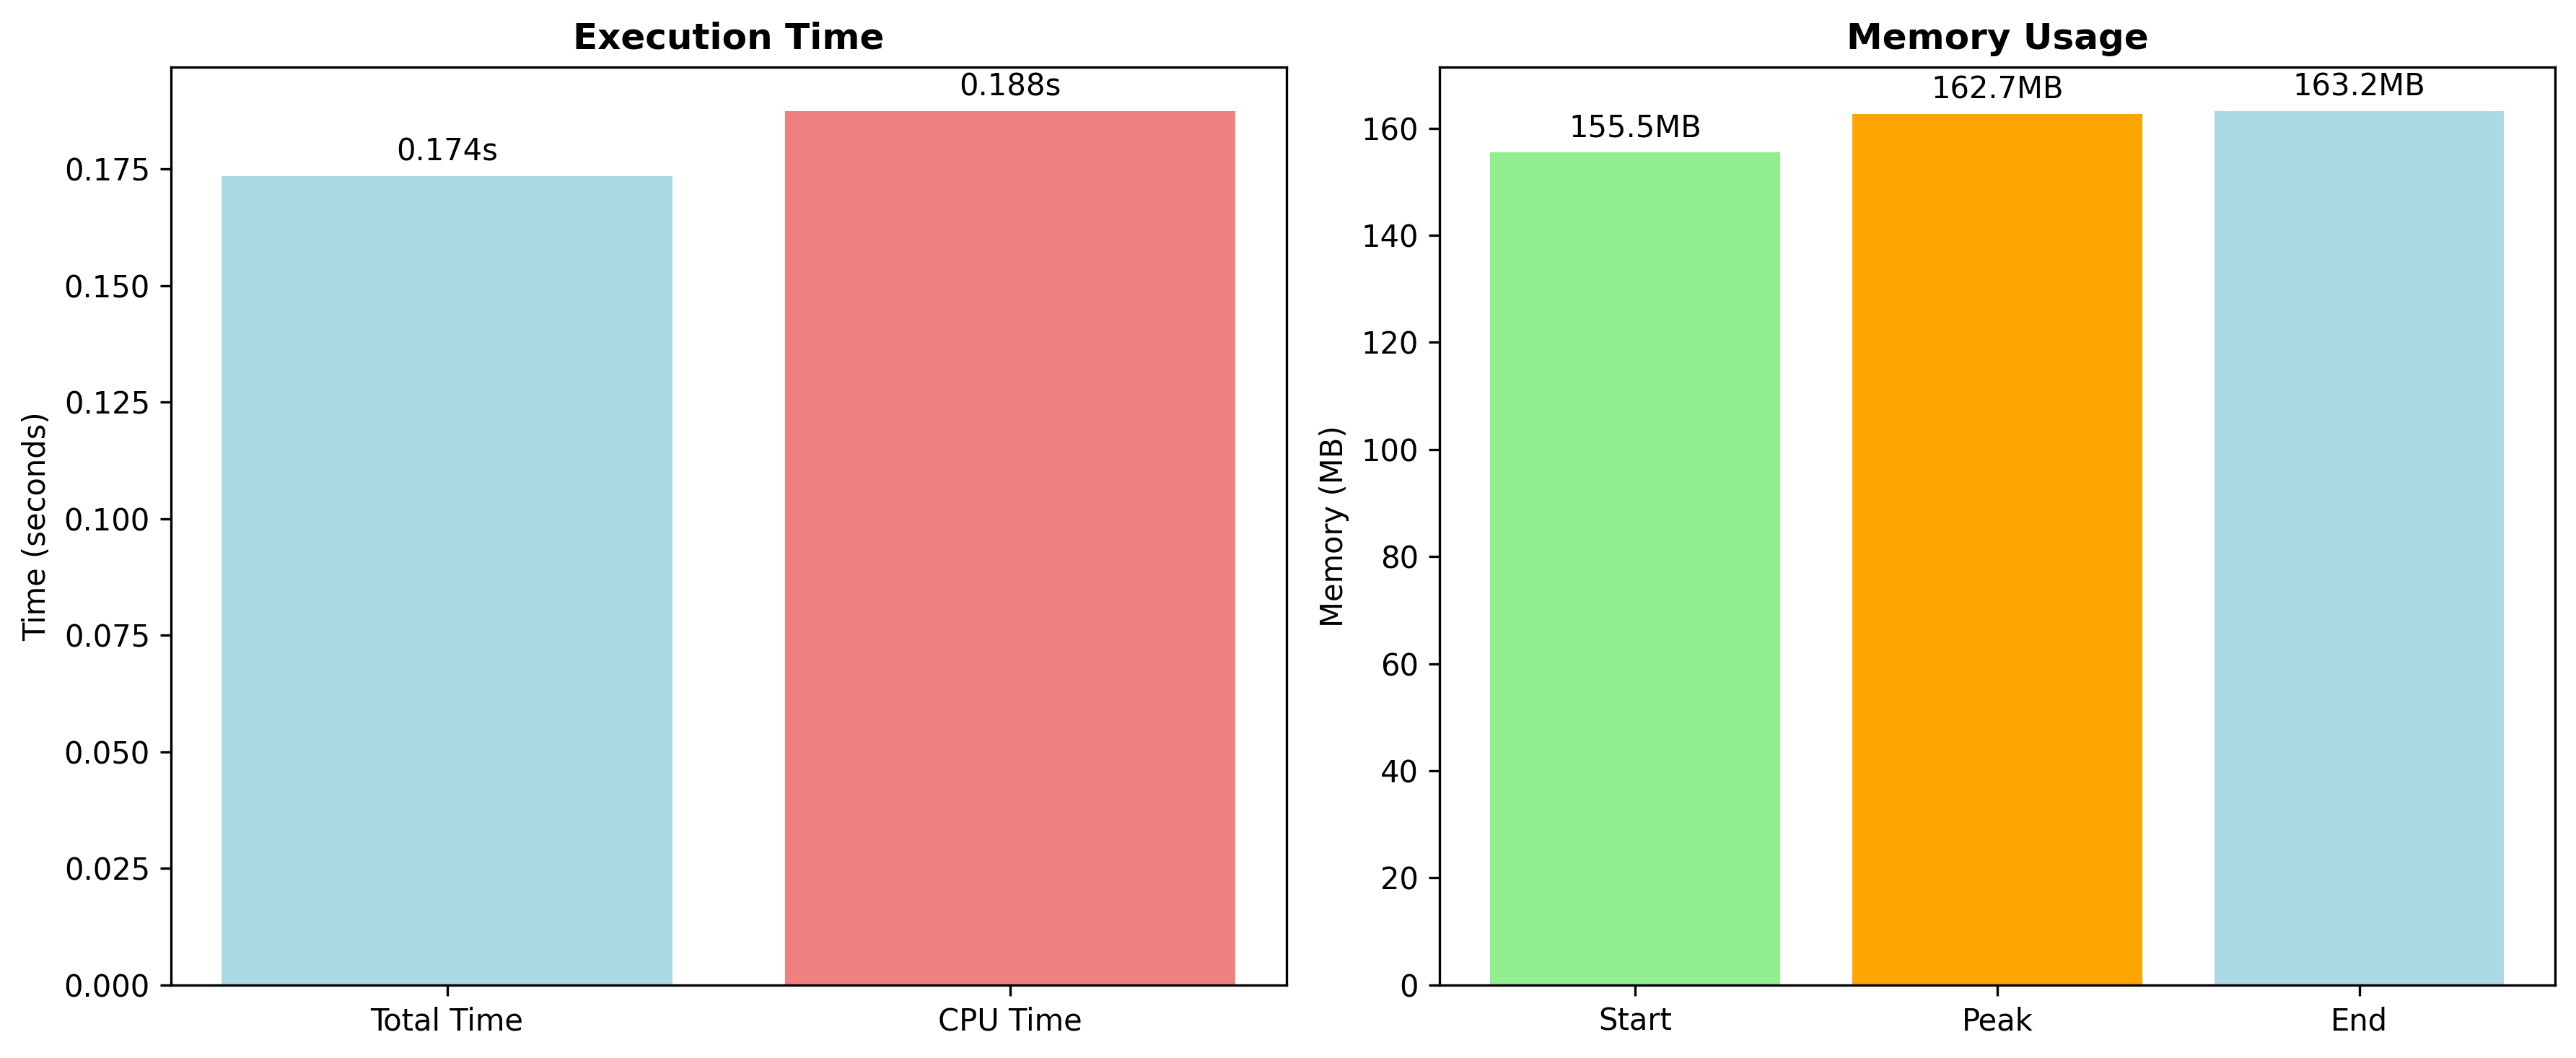 Execution Time
Time (seconds)
0.175
0.150
0.125
0.100
0.075
0.050
0.025
0.000
0.174s
0.188s
Total Time
CPU Time
Memory Usage
Memory (MB)
160
140
120
100
80
60
40
20
0
155.5MB
162.7MB
163.2MB
Start
Peak
End